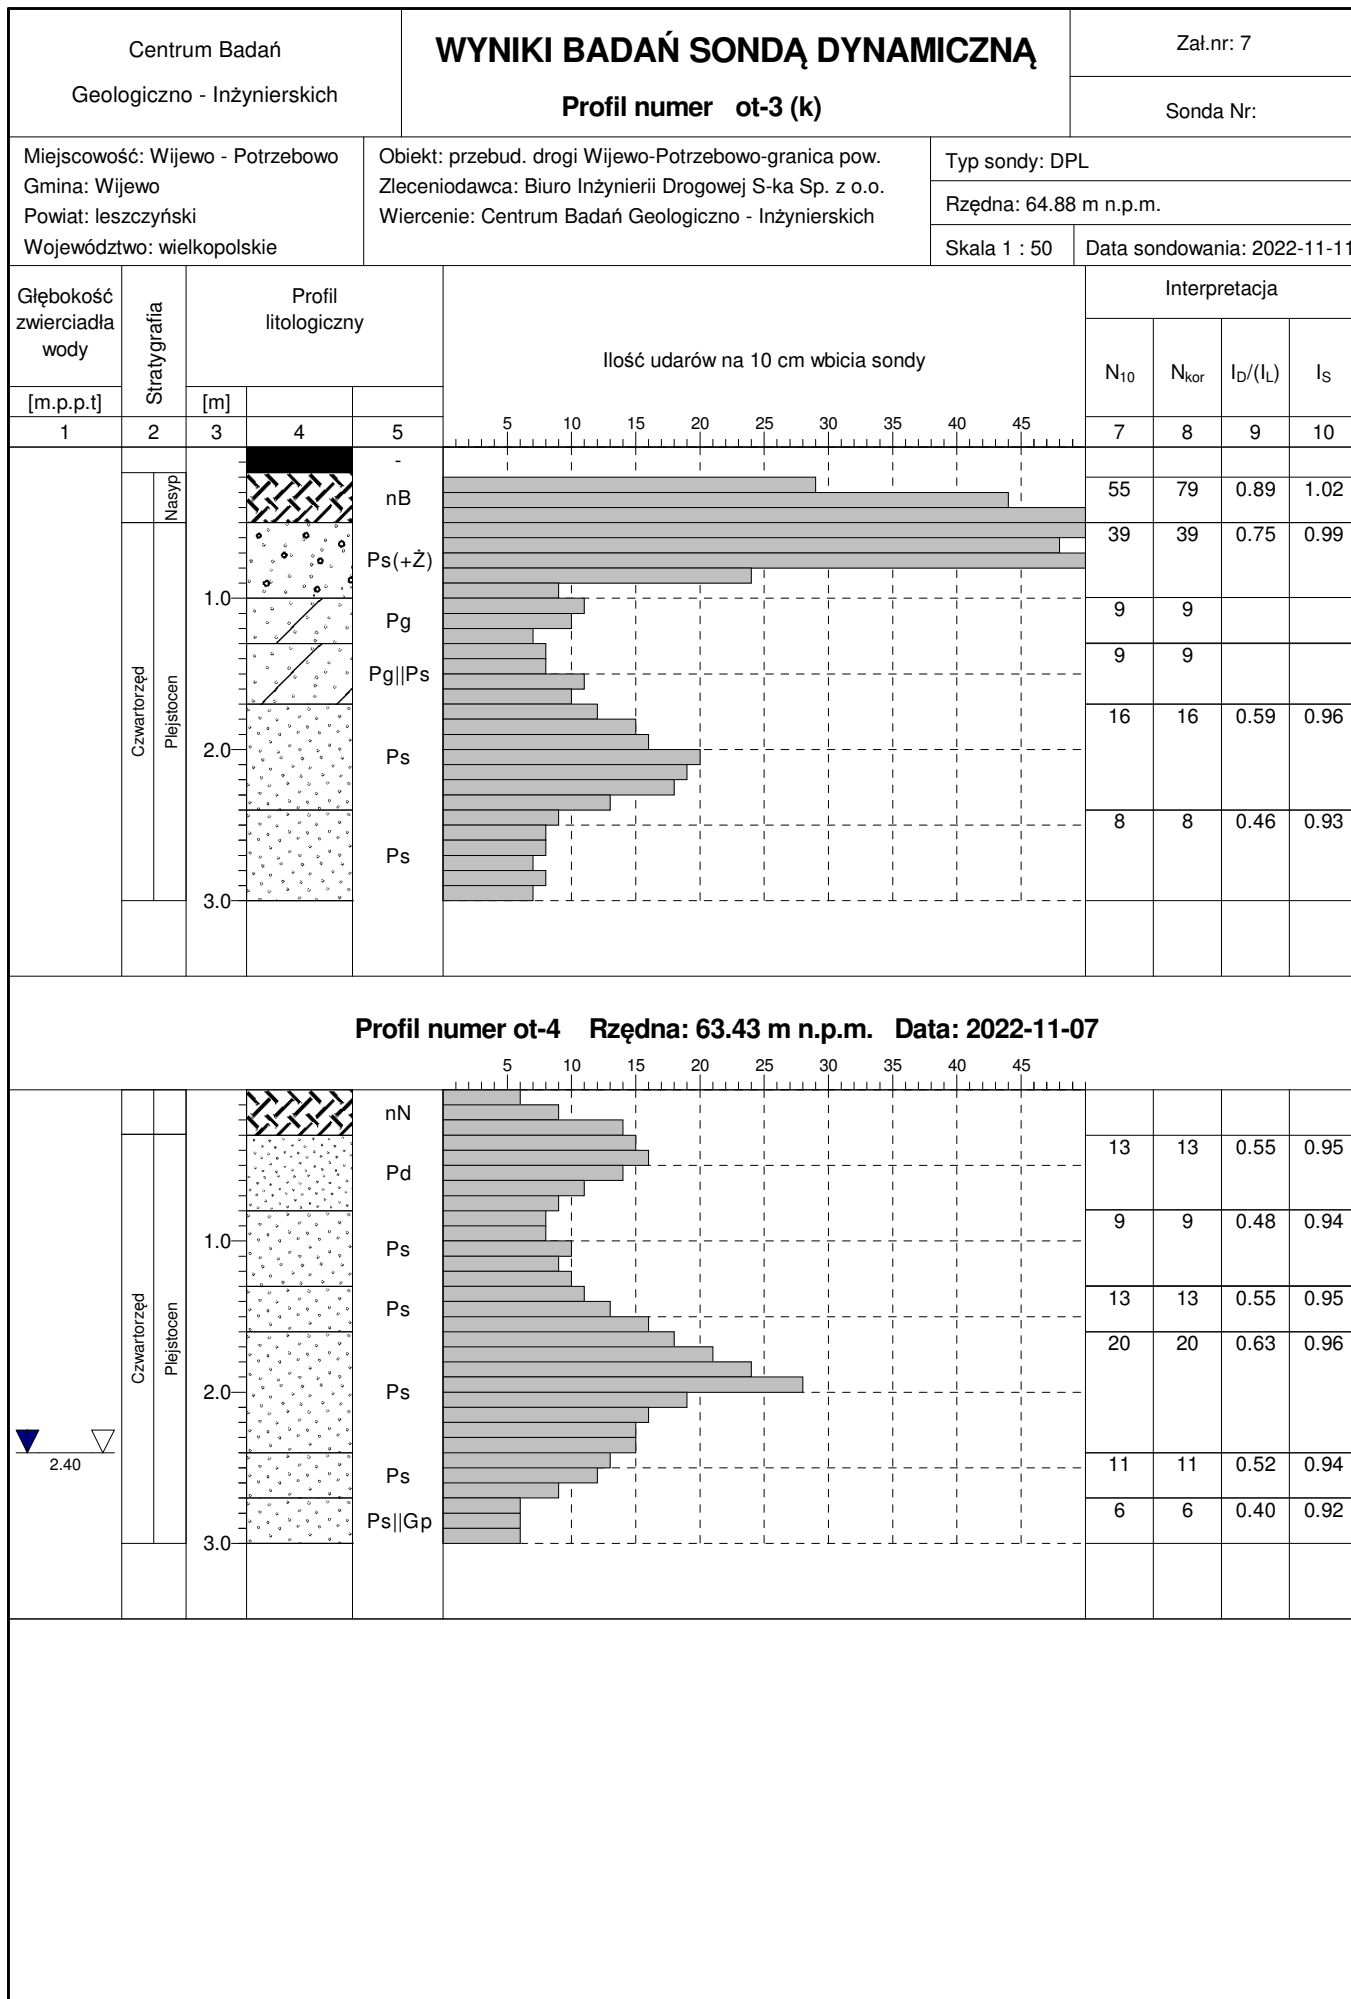 Centrum Badań
Geologiczno - Inżynierskich
WYNIKI BADAŃ SONDĄ DYNAMICZNĄ
Profil numer ot-3 (k)
Zał.nr: 7
Sonda Nr:
Miejscowość: Wijewo - Potrzebowo
Gmina: Wijewo
Powiat: leszczyński
Województwo: wielkopolskie
Obiekt: przebud. drogi Wijewo-Potrzebowo-granica pow.
Zleceniodawca: Biuro Inżynierii Drogowej S-ka Sp. z o.o.
Wiercenie: Centrum Badań Geologiczno - Inżynierskich
Typ sondy: DPL
Rzędna: 64.88 m n.p.m.
Skala 1 : 50
Data sondowania: 2022-11-11
Głębokość
zwierciadła
wody
[m.p.p.t]
Stratygrafia
Profil
litologiczny
[m]
Ilość udarów na 10 cm wbicia sondy
Interpretacja
N10 Nkor ID/(IL) IS
1 2 3 4 5
5 10 15 20 25 30 35 40 45
7 8 9 10
-
Nasyp
nB
55 79 0.89 1.02
Ps(+Ż)
39 39 0.75 0.99
1.0
Pg
9 9
Pg||Ps
9 9
Czwartorzęd
Plejstocen
16 16 0.59 0.96
2.0
Ps
8 8 0.46 0.93
Ps
3.0
Profil numer ot-4 Rzędna: 63.43 m n.p.m. Data: 2022-11-07
5 10 15 20 25 30 35 40 45
nN
13 13 0.55 0.95
Pd
9 9 0.48 0.94
1.0
Ps
13 13 0.55 0.95
Ps
20 20 0.63 0.96
Czwartorzęd
Plejstocen
2.0
Ps
2.40
11 11 0.52 0.94
Ps
6 6 0.40 0.92
Ps||Gp
3.0